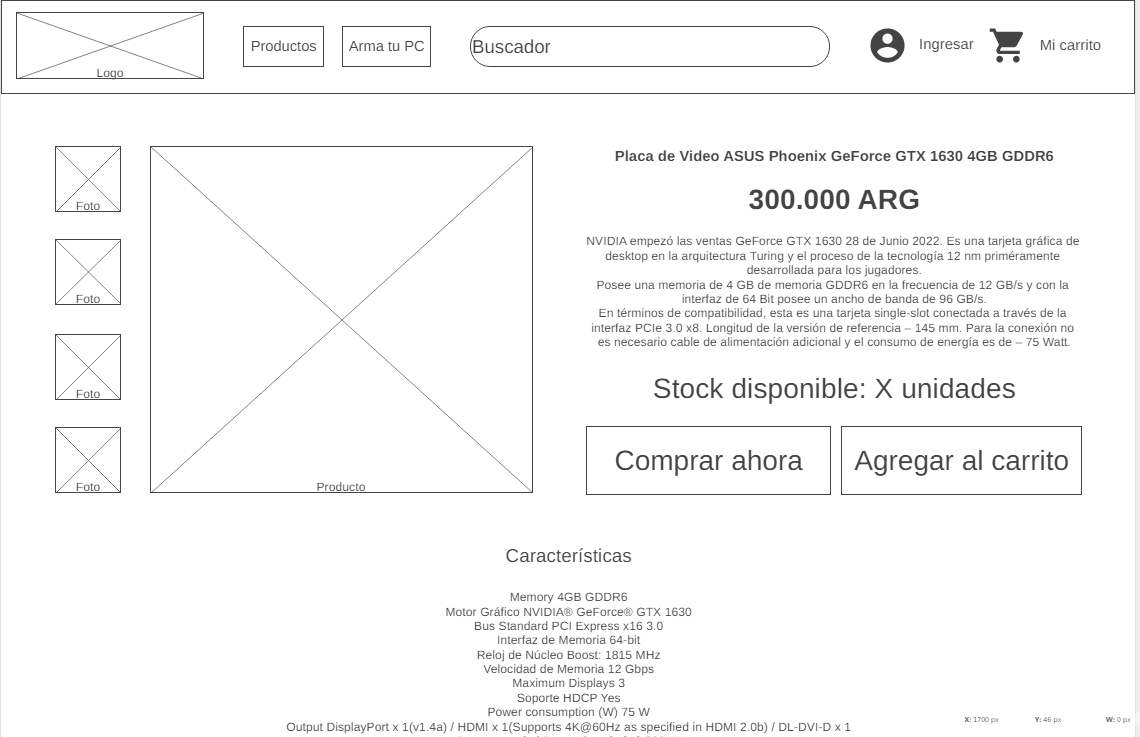 Logo
Productos
Arma tu PC
Buscador
Ingresar
Mi carrito
Foto
Foto
Foto
Foto
Producto
Placa de Video ASUS Phoenix GeForce GTX 1630 4GB GDDR6
300.000 ARG
NVIDIA empezó las ventas GeForce GTX 1630 28 de Junio 2022. Es una tarjeta gráfica de
desktop en la arquitectura Turing y el proceso de la tecnología 12 nm priméramente
desarrollada para los jugadores.
Posee una memoria de 4 GB de memoria GDDR6 en la frecuencia de 12 GB/s y con la
interfaz de 64 Bit posee un ancho de banda de 96 GB/s.
En términos de compatibilidad, esta es una tarjeta single-slot conectada a través de la
interfaz PCIe 3.0 x8. Longitud de la versión de referencia – 145 mm. Para la conexión no
es necesario cable de alimentación adicional y el consumo de energía es de – 75 Watt.
Stock disponible: X unidades
Comprar ahora
Agregar al carrito
Características
Memory 4GB GDDR6
Motor Gráfico NVIDIA® GeForce® GTX 1630
Bus Standard PCI Express x16 3.0
Interfaz de Memoria 64-bit
Reloj de Núcleo Boost: 1815 MHz
Velocidad de Memoria 12 Gbps
Maximum Displays 3
Soporte HDCP Yes
Power consumption (W) 75 W
Output DisplayPort x 1(v1.4a) / HDMI x 1(Supports 4K@60Hz as specified in HDMI 2.0b) / DL-DVI-D x 1
X: 1700 px
Y: 46 px
W: 0 px